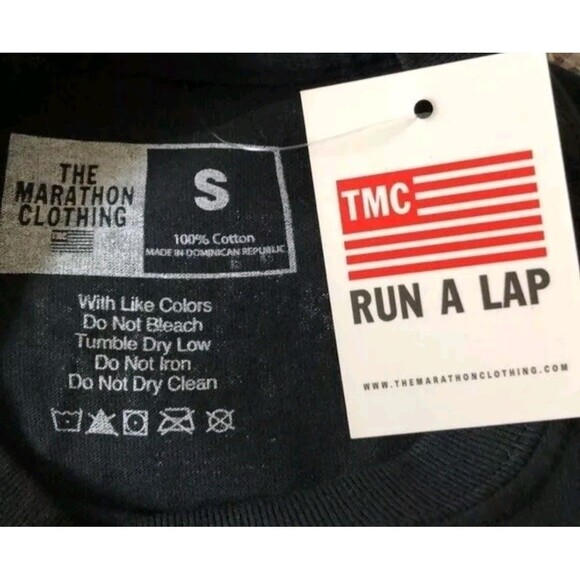 THE
MARATHON
CLOTHING
S
100% Cotton
MADE IN DOMINICAN REPUBLIC
With Like Colors
Do Not Bleach
Tumble Dry Low
Do Not Iron
Do Not Dry Clean
TMC
RUN A LAP
WWW.THEMARATHONCLOTHING.COM